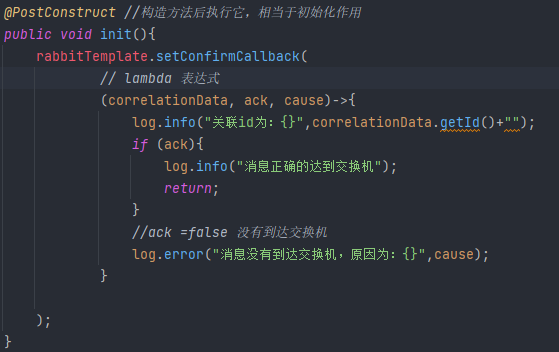 @PostConstruct //构造方法后执行它，相当于初始化作用
public void init(){
rabbitTemplate.setConfirmCallback(
// lambda 表达式
(correlationData, ack, cause)->{
log.info("关联id为：{}",correlationData.getId()+"");
if (ack){
log.info("消息正确的达到交换机");
return;
}
//ack =false 没有到达交换机
log.error("消息没有到达交换机，原因为：{}",cause);
}
);
}